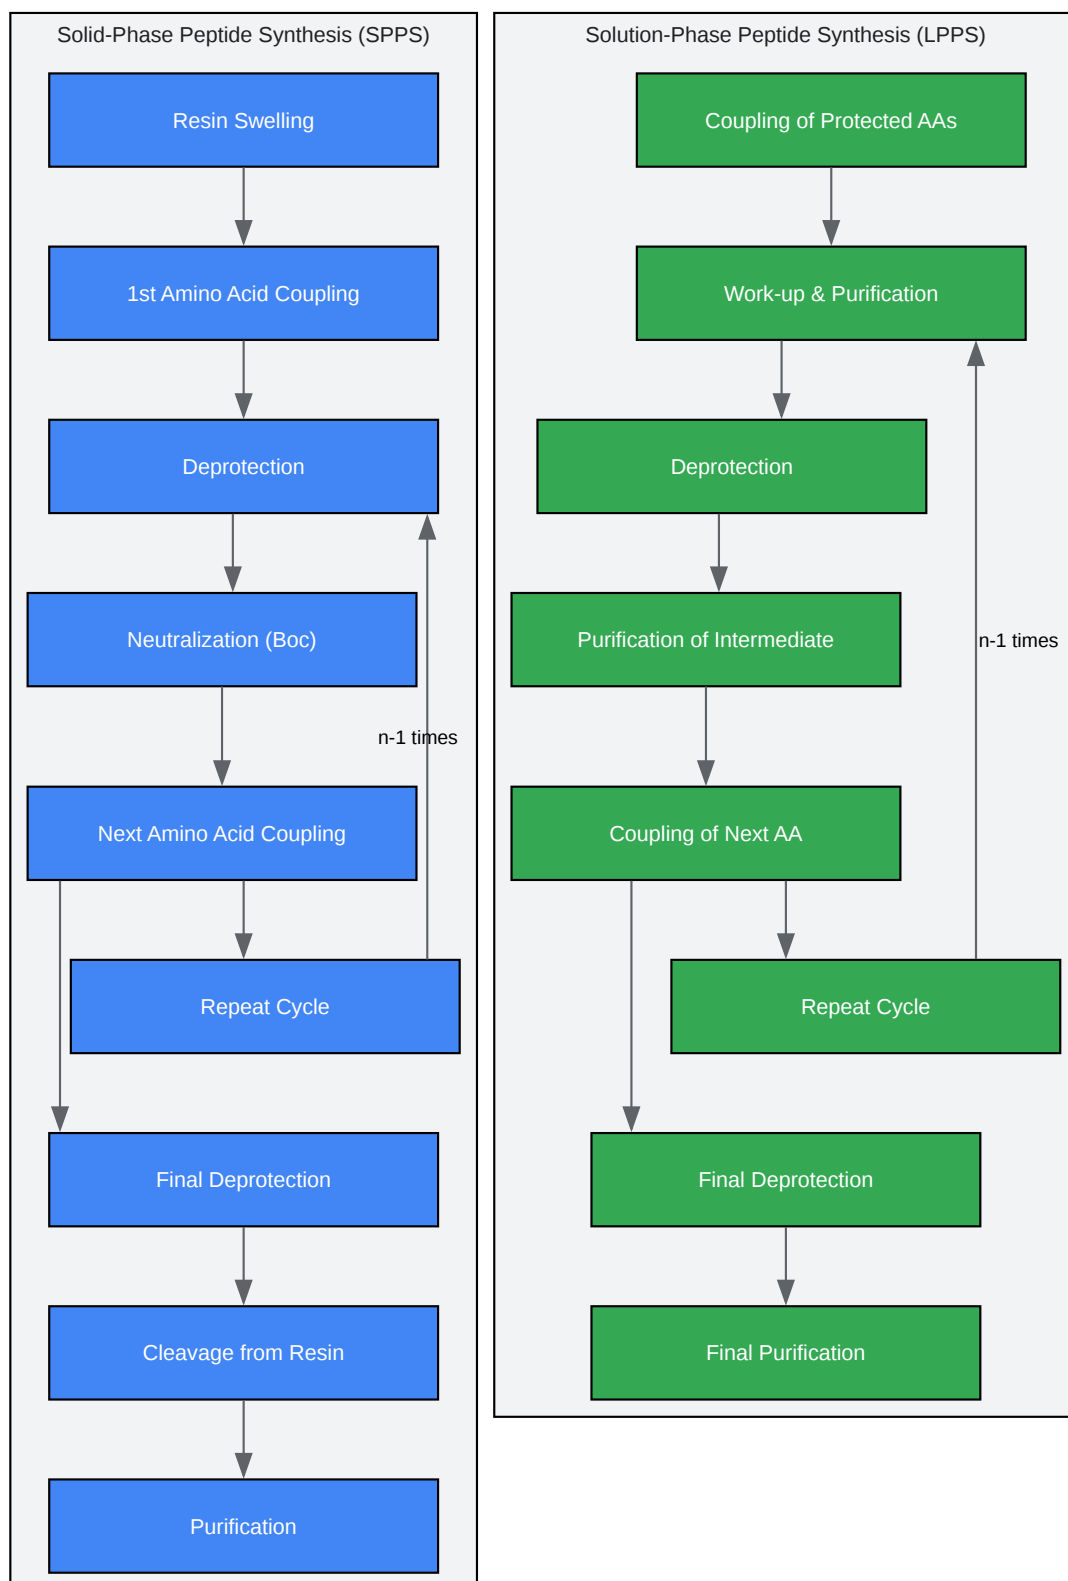 Solid-Phase Peptide Synthesis (SPPS)
Resin Swelling
1st Amino Acid Coupling
Deprotection
Neutralization (Boc)
n-1 times
Next Amino Acid Coupling
Repeat Cycle
Final Deprotection
Cleavage from Resin
Purification
Solution-Phase Peptide Synthesis (LPPS)
Coupling of Protected AAs
Work-up & Purification
Deprotection
Purification of Intermediate
n-1 times
Coupling of Next AA
Repeat Cycle
Final Deprotection
Final Purification